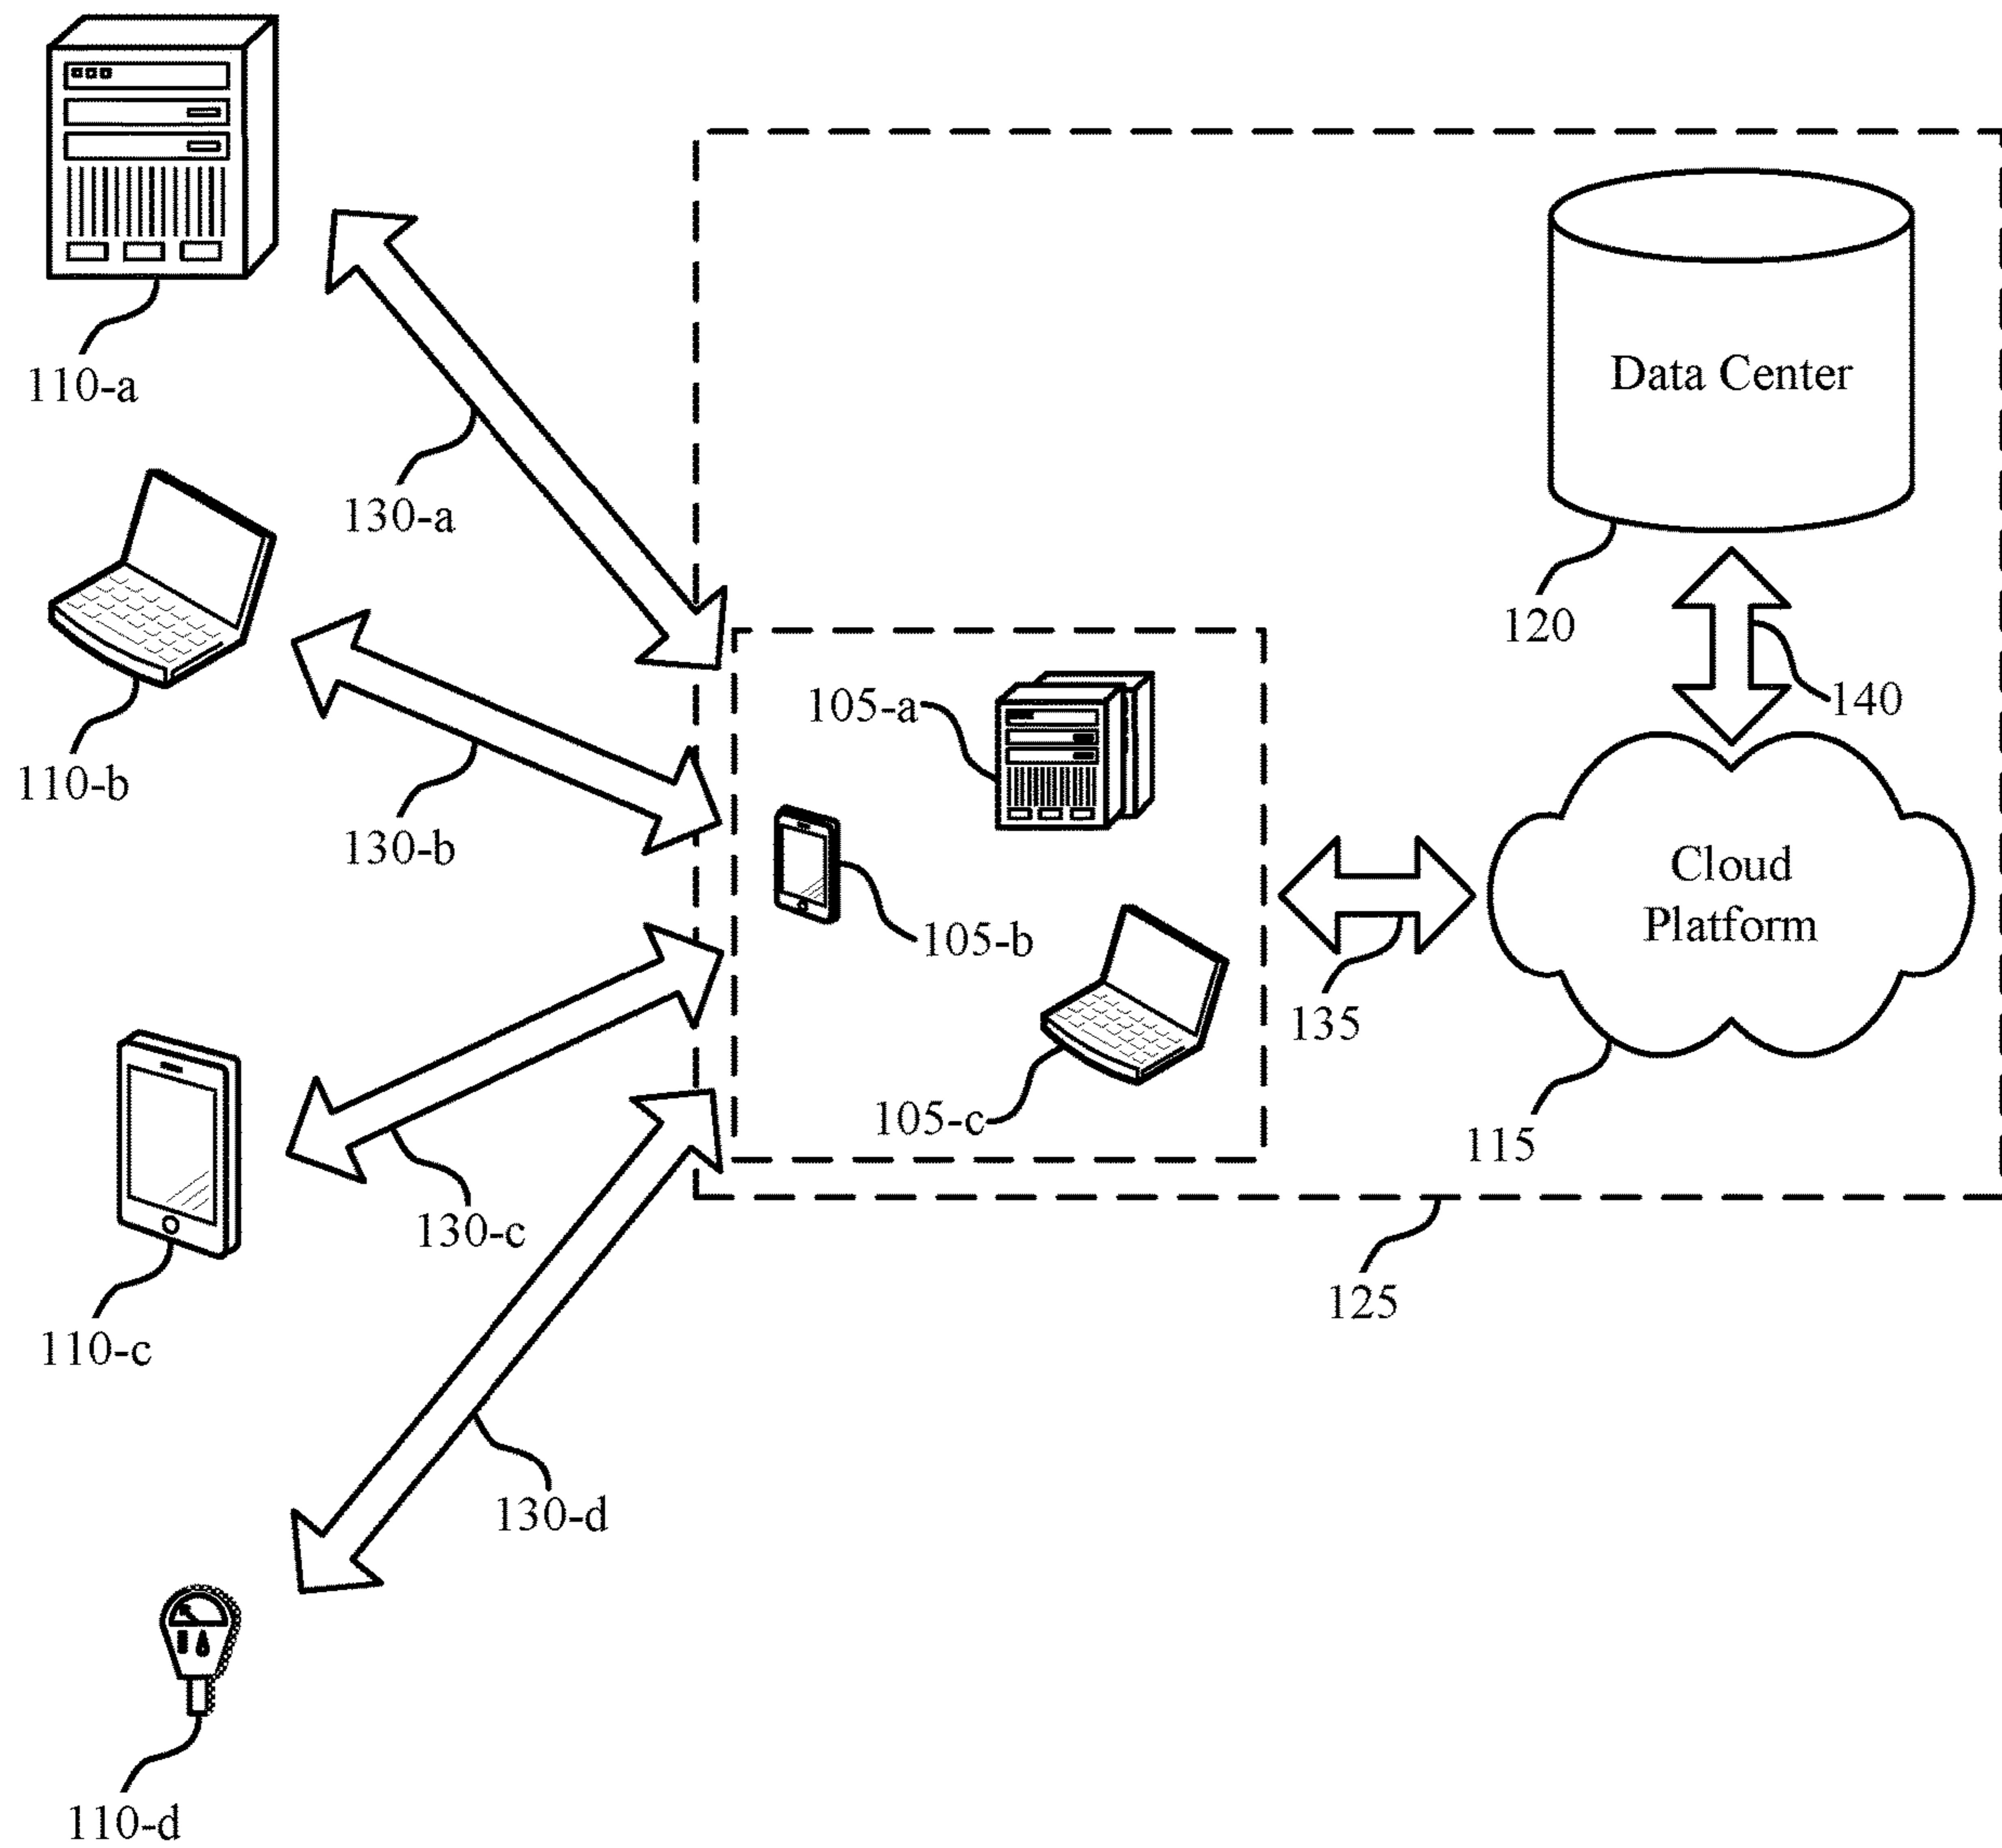 110-a
130-a
Data Center
120
140
110-b
130-b
105-a
105-b
Cloud
Platform
135
105-c
115
130-c
125
110-c
130-d
110-d